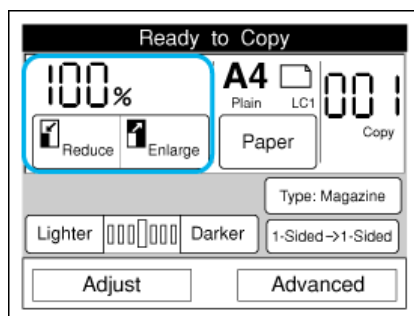 Ready to Copy
100%
Reduce
Enlarge
A4
Plain LC1
Paper
001
Copy
Type: Magazine
Lighter
Darker
1-Sided->1-Sided
Adjust
Advanced